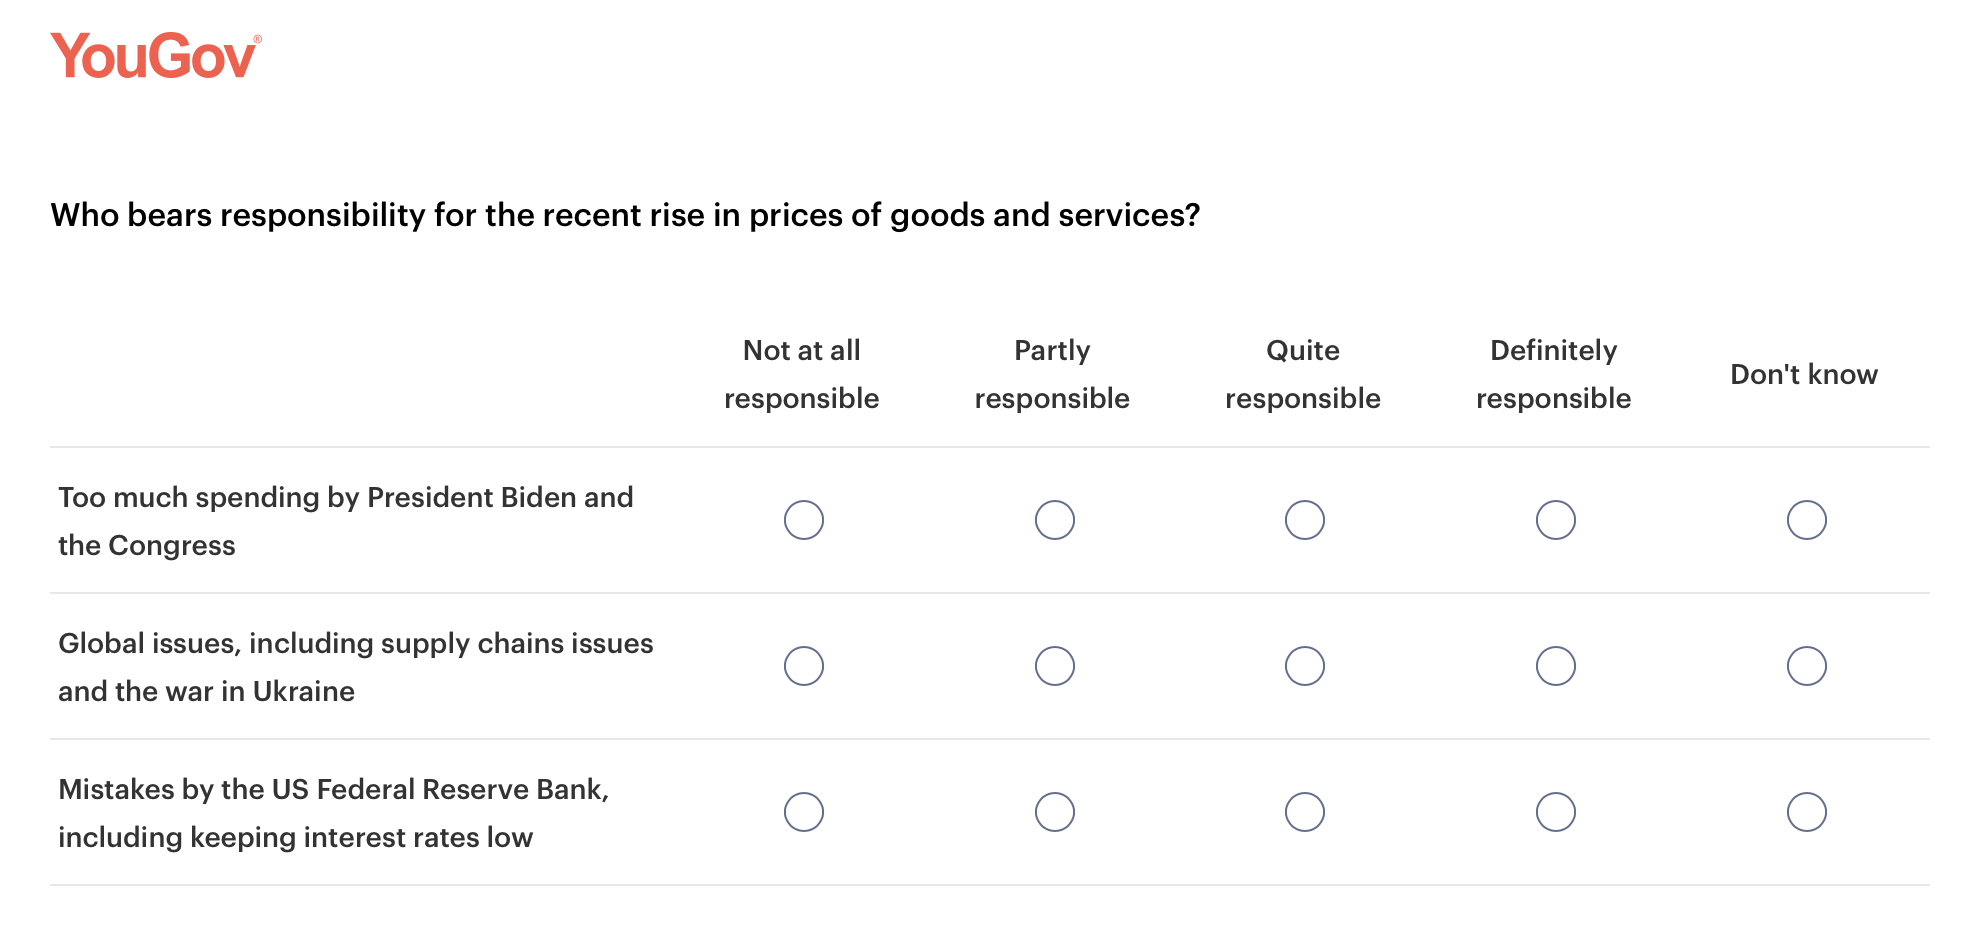 YouGov®
Who bears responsibility for the recent rise in prices of goods and services?
Not at all responsible
Partly responsible
Quite responsible
Definitely responsible
Don't know
Too much spending by President Biden and
the Congress
Global issues, including supply chains issues
and the war in Ukraine
Mistakes by the US Federal Reserve Bank,
including keeping interest rates low